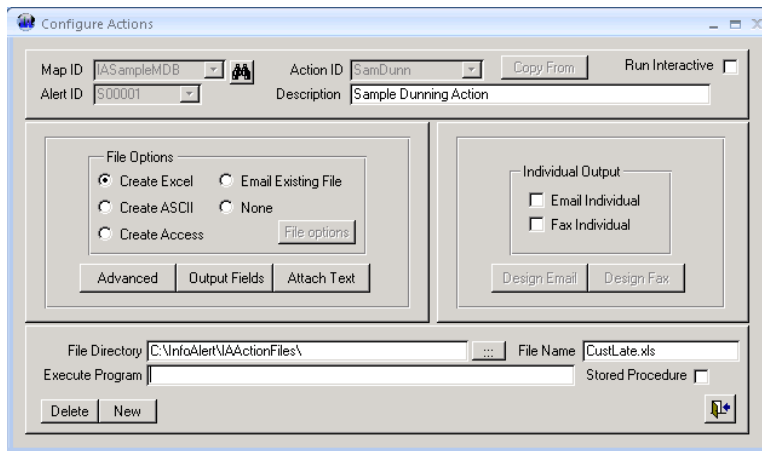 Configure Actions
Map ID IASampleMDB Action ID SamDunn Copy From Run Interactive
Alert ID S00001 Description Sample Dunning Action
File Options
Create Excel Email Existing File
Create ASCII None
Create Access File options
Advanced Output Fields Attach Text
Individual Output
Email Individual
Fax Individual
Design Email Design Fax
File Directory C:\InfoAlert\IAActionFiles\ ... File Name CustLate.xls
Execute Program Stored Procedure
Delete New